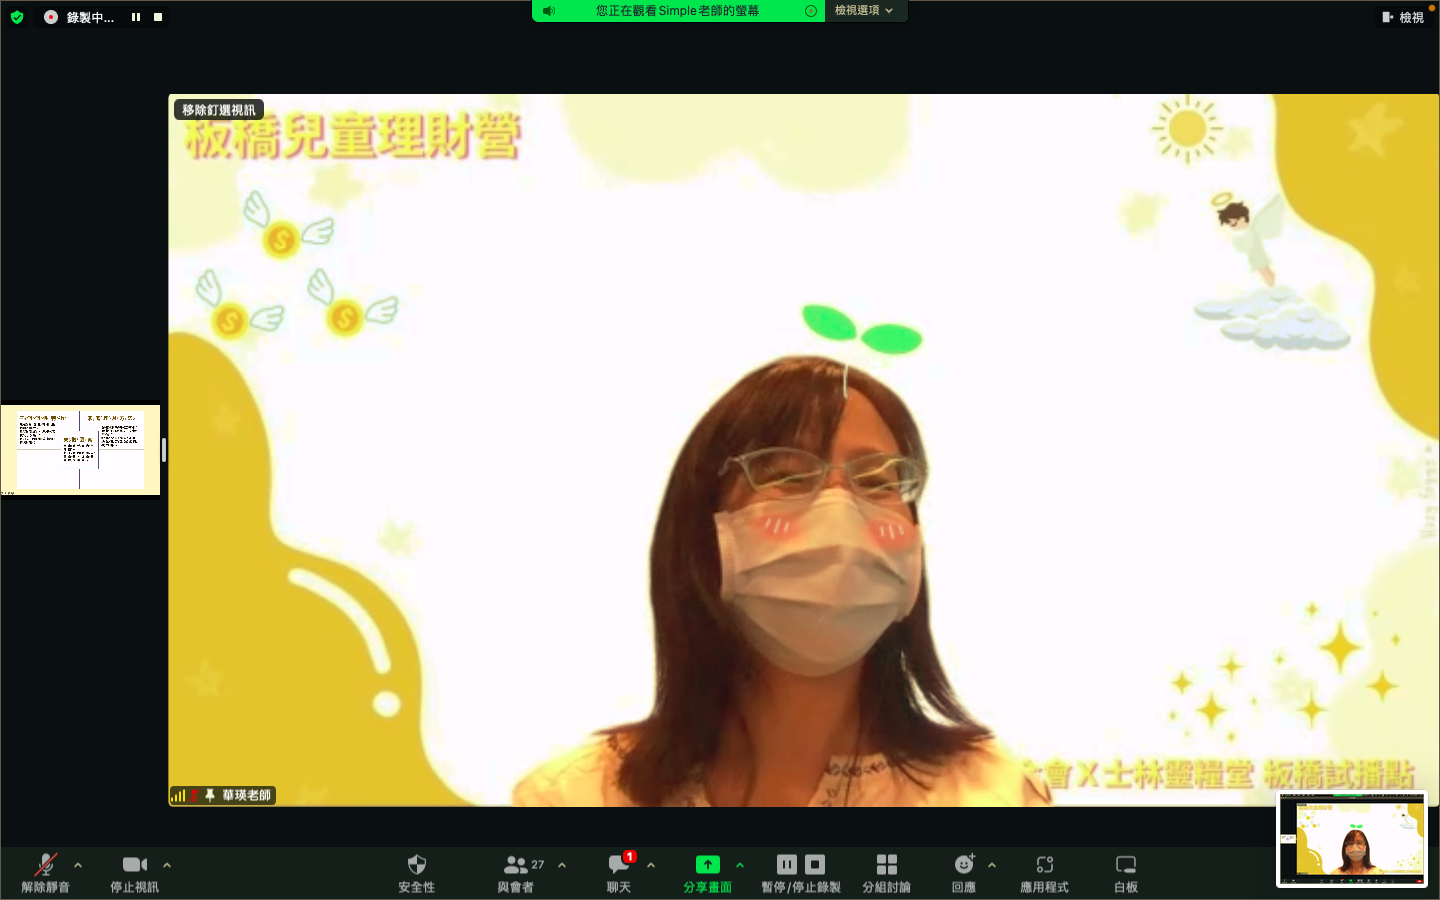 錄製中...
您正在觀看Simple老師的螢幕
檢視選項
檢視
移除釘選視訊
板橋兒童理財營
會X士林靈糧堂 板橋試播點
華瑛老師
解除靜音
停止視訊
安全性
27
與會者
1
聊天
分享畫面
暫停/停止錄製
分組討論
回應
應用程式
白板